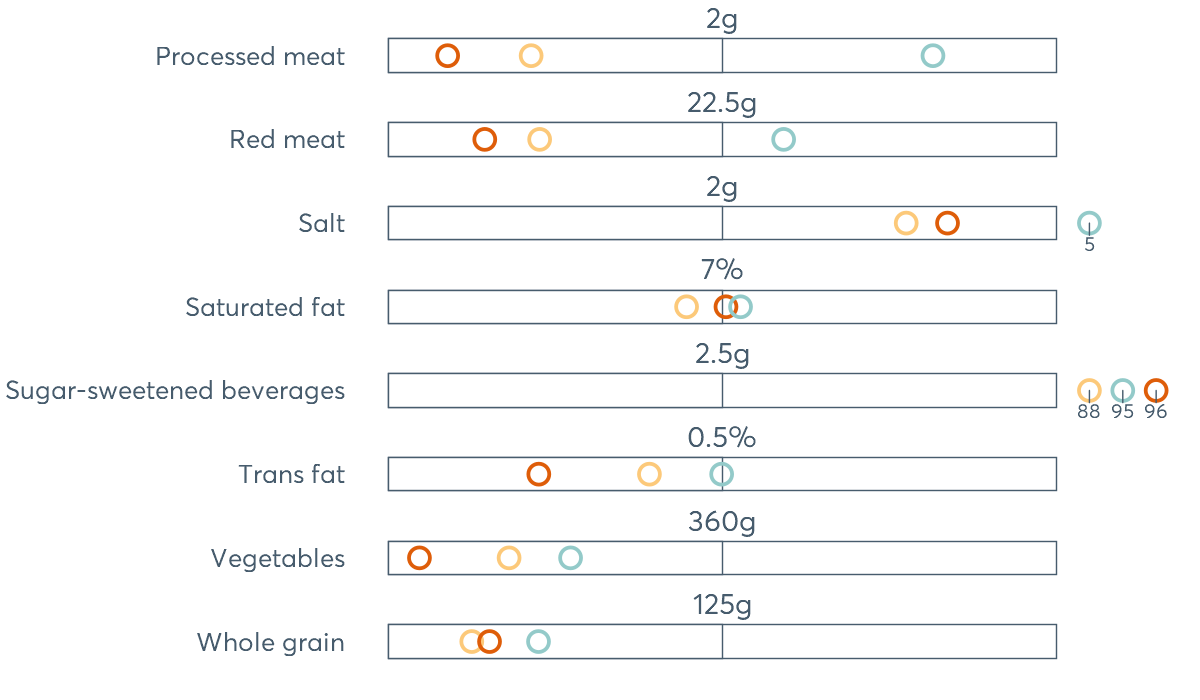 2g
Processed meat
22.5g
Red meat
2g
Salt
5
7%
Saturated fat
2.5g
Sugar-sweetened beverages
88 95 96
0.5%
Trans fat
360g
Vegetables
125g
Whole grain